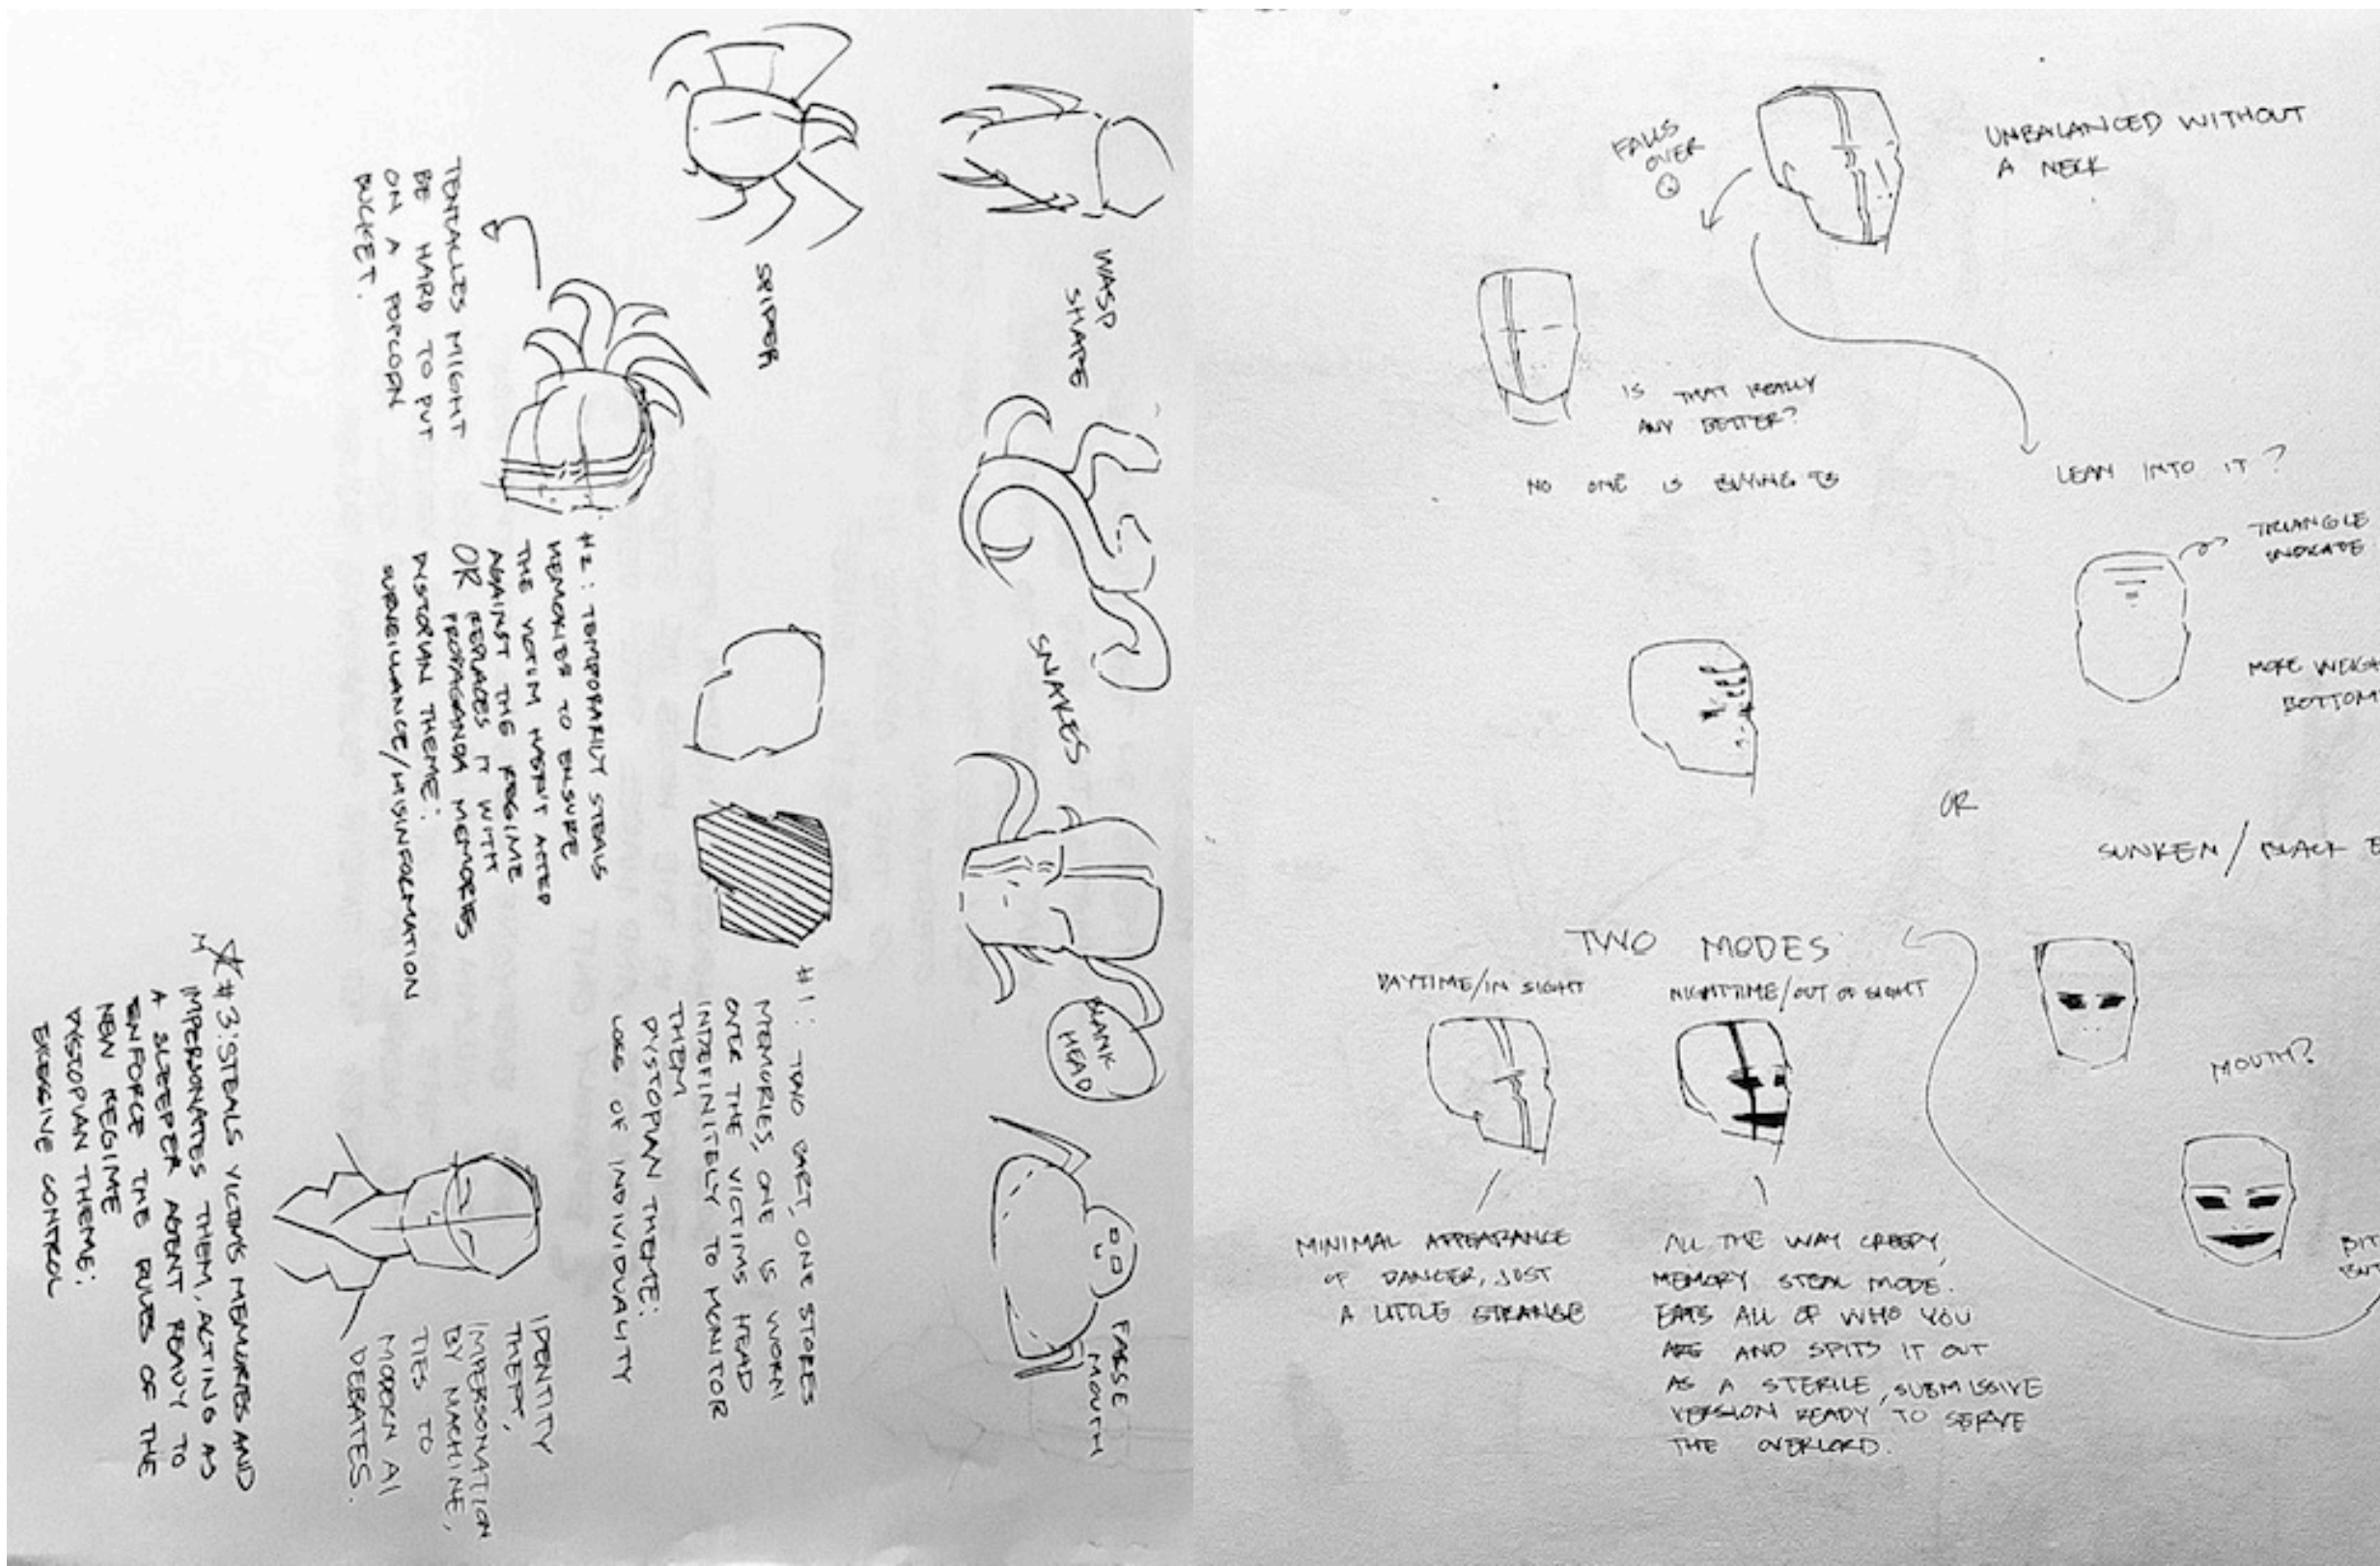 WASP
SHAPE
SPIDER
TENTACLES MIGHT
BE HARD TO PUT
ON A POPCORN
BUCKET.
SNAKES
#2: TEMPORARILY STEALS
MEMORIES TO ENSURE
THE VICTIM HASN'T ACTED
AGAINST THE REGIME
OR REPLACES IT WITH
PROPAGANDA MEMORIES
DYSTOPIAN THEME:
SURVEILLANCE/MISINFORMATION
BLANK
HEAD
#1: TWO PART, ONE STORES
MEMORIES, ONE IS WORN
OVER THE VICTIMS HEAD
INDEFINITELY TO MONITOR
THEM
DYSTOPIAN THEME:
LOSS OF INDIVIDUALITY
FALSE
MOUTH
#3: STEALS VICTIMS MEMORIES AND
IMPERSONATES THEM, ACTING AS
A SLEEPER AGENT READY TO
ENFORCE THE RULES OF THE
NEW REGIME
DYSTOPIAN THEME:
EXCESSIVE CONTROL
IDENTITY
THEFT,
IMPERSONATION
BY MACHINE,
TIES TO
MODERN AI
DEBATES.
FALLS
OVER
UNBALANCED WITHOUT
A NECK
IS THAT REALLY
ANY BETTER?
NO ONE IS BUYING
LEAN INTO IT?
TRIANGLE
INDICATE
MORE WEIGH
BOTTOM
OR
SUNKEN/BLACK E
TWO MODES
DAYTIME/IN SIGHT
NIGHTTIME/OUT OF SIGHT
MOUTH?
BIT
BUT
MINIMAL APPEARANCE
OF DANGER, JUST
A LITTLE STRANGE
ALL THE WAY CREEPY,
MEMORY STEAL MODE.
EATS ALL OF WHO YOU
ARE AND SPITS IT OUT
AS A STERILE, SUBMISSIVE
VERSION READY TO SERVE
THE OVERLORD.